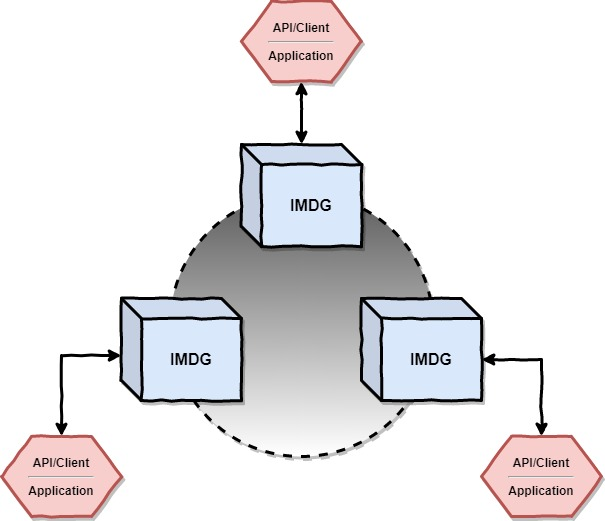 API/Client
Application
IMDG
IMDG
IMDG
API/Client
Application
API/Client
Application